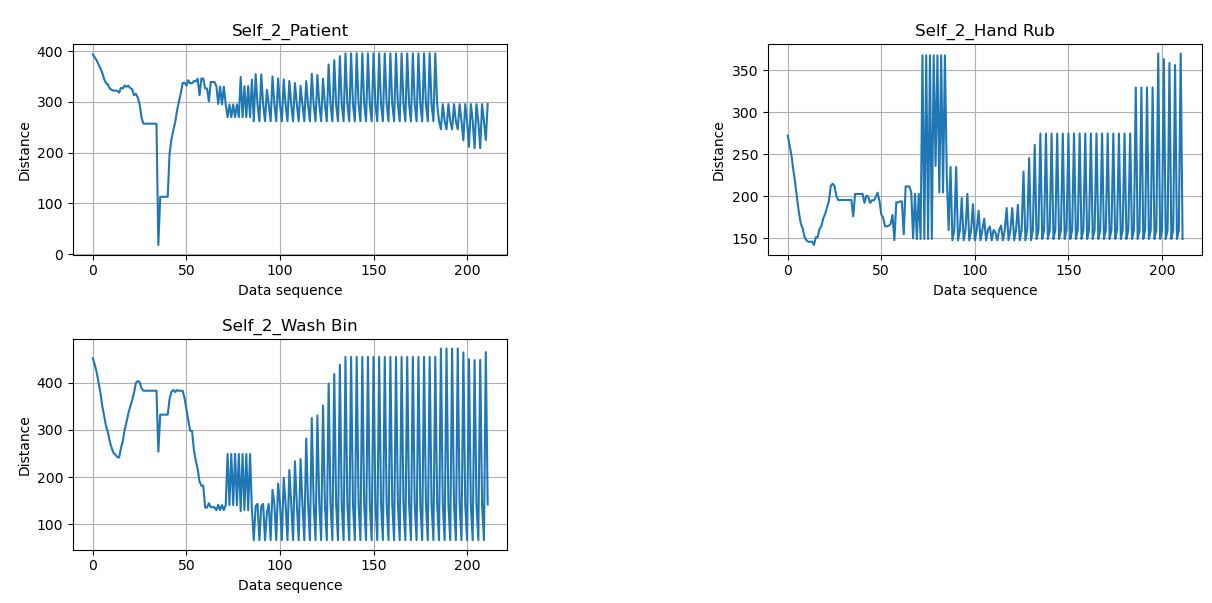 Self_2_Patient
400
300
200
100
0
Distance
0 50 100 150 200
Data sequence
Self_2_Hand Rub
350
300
250
200
150
Distance
0 50 100 150 200
Data sequence
Self_2_Wash Bin
400
300
200
100
Distance
0 50 100 150 200
Data sequence